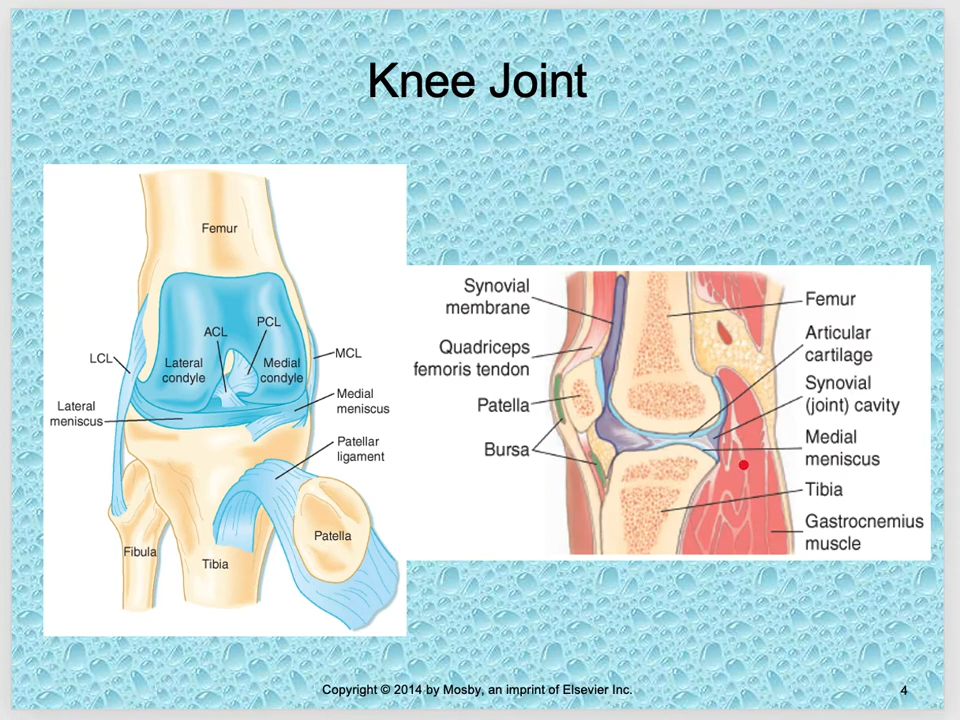 Knee Joint
Femur
ACL
PCL
LCL
Lateral
condyle
Medial
condyle
MCL
Lateral
meniscus
Medial
meniscus
Patellar
ligament
Patella
Fibula
Tibia
Synovial
membrane
Quadriceps
femoris tendon
Patella
Bursa
Femur
Articular
cartilage
Synovial
(joint) cavity
Medial
meniscus
Tibia
Gastrocnemius
muscle
Copyright © 2014 by Mosby, an imprint of Elsevier Inc.
4